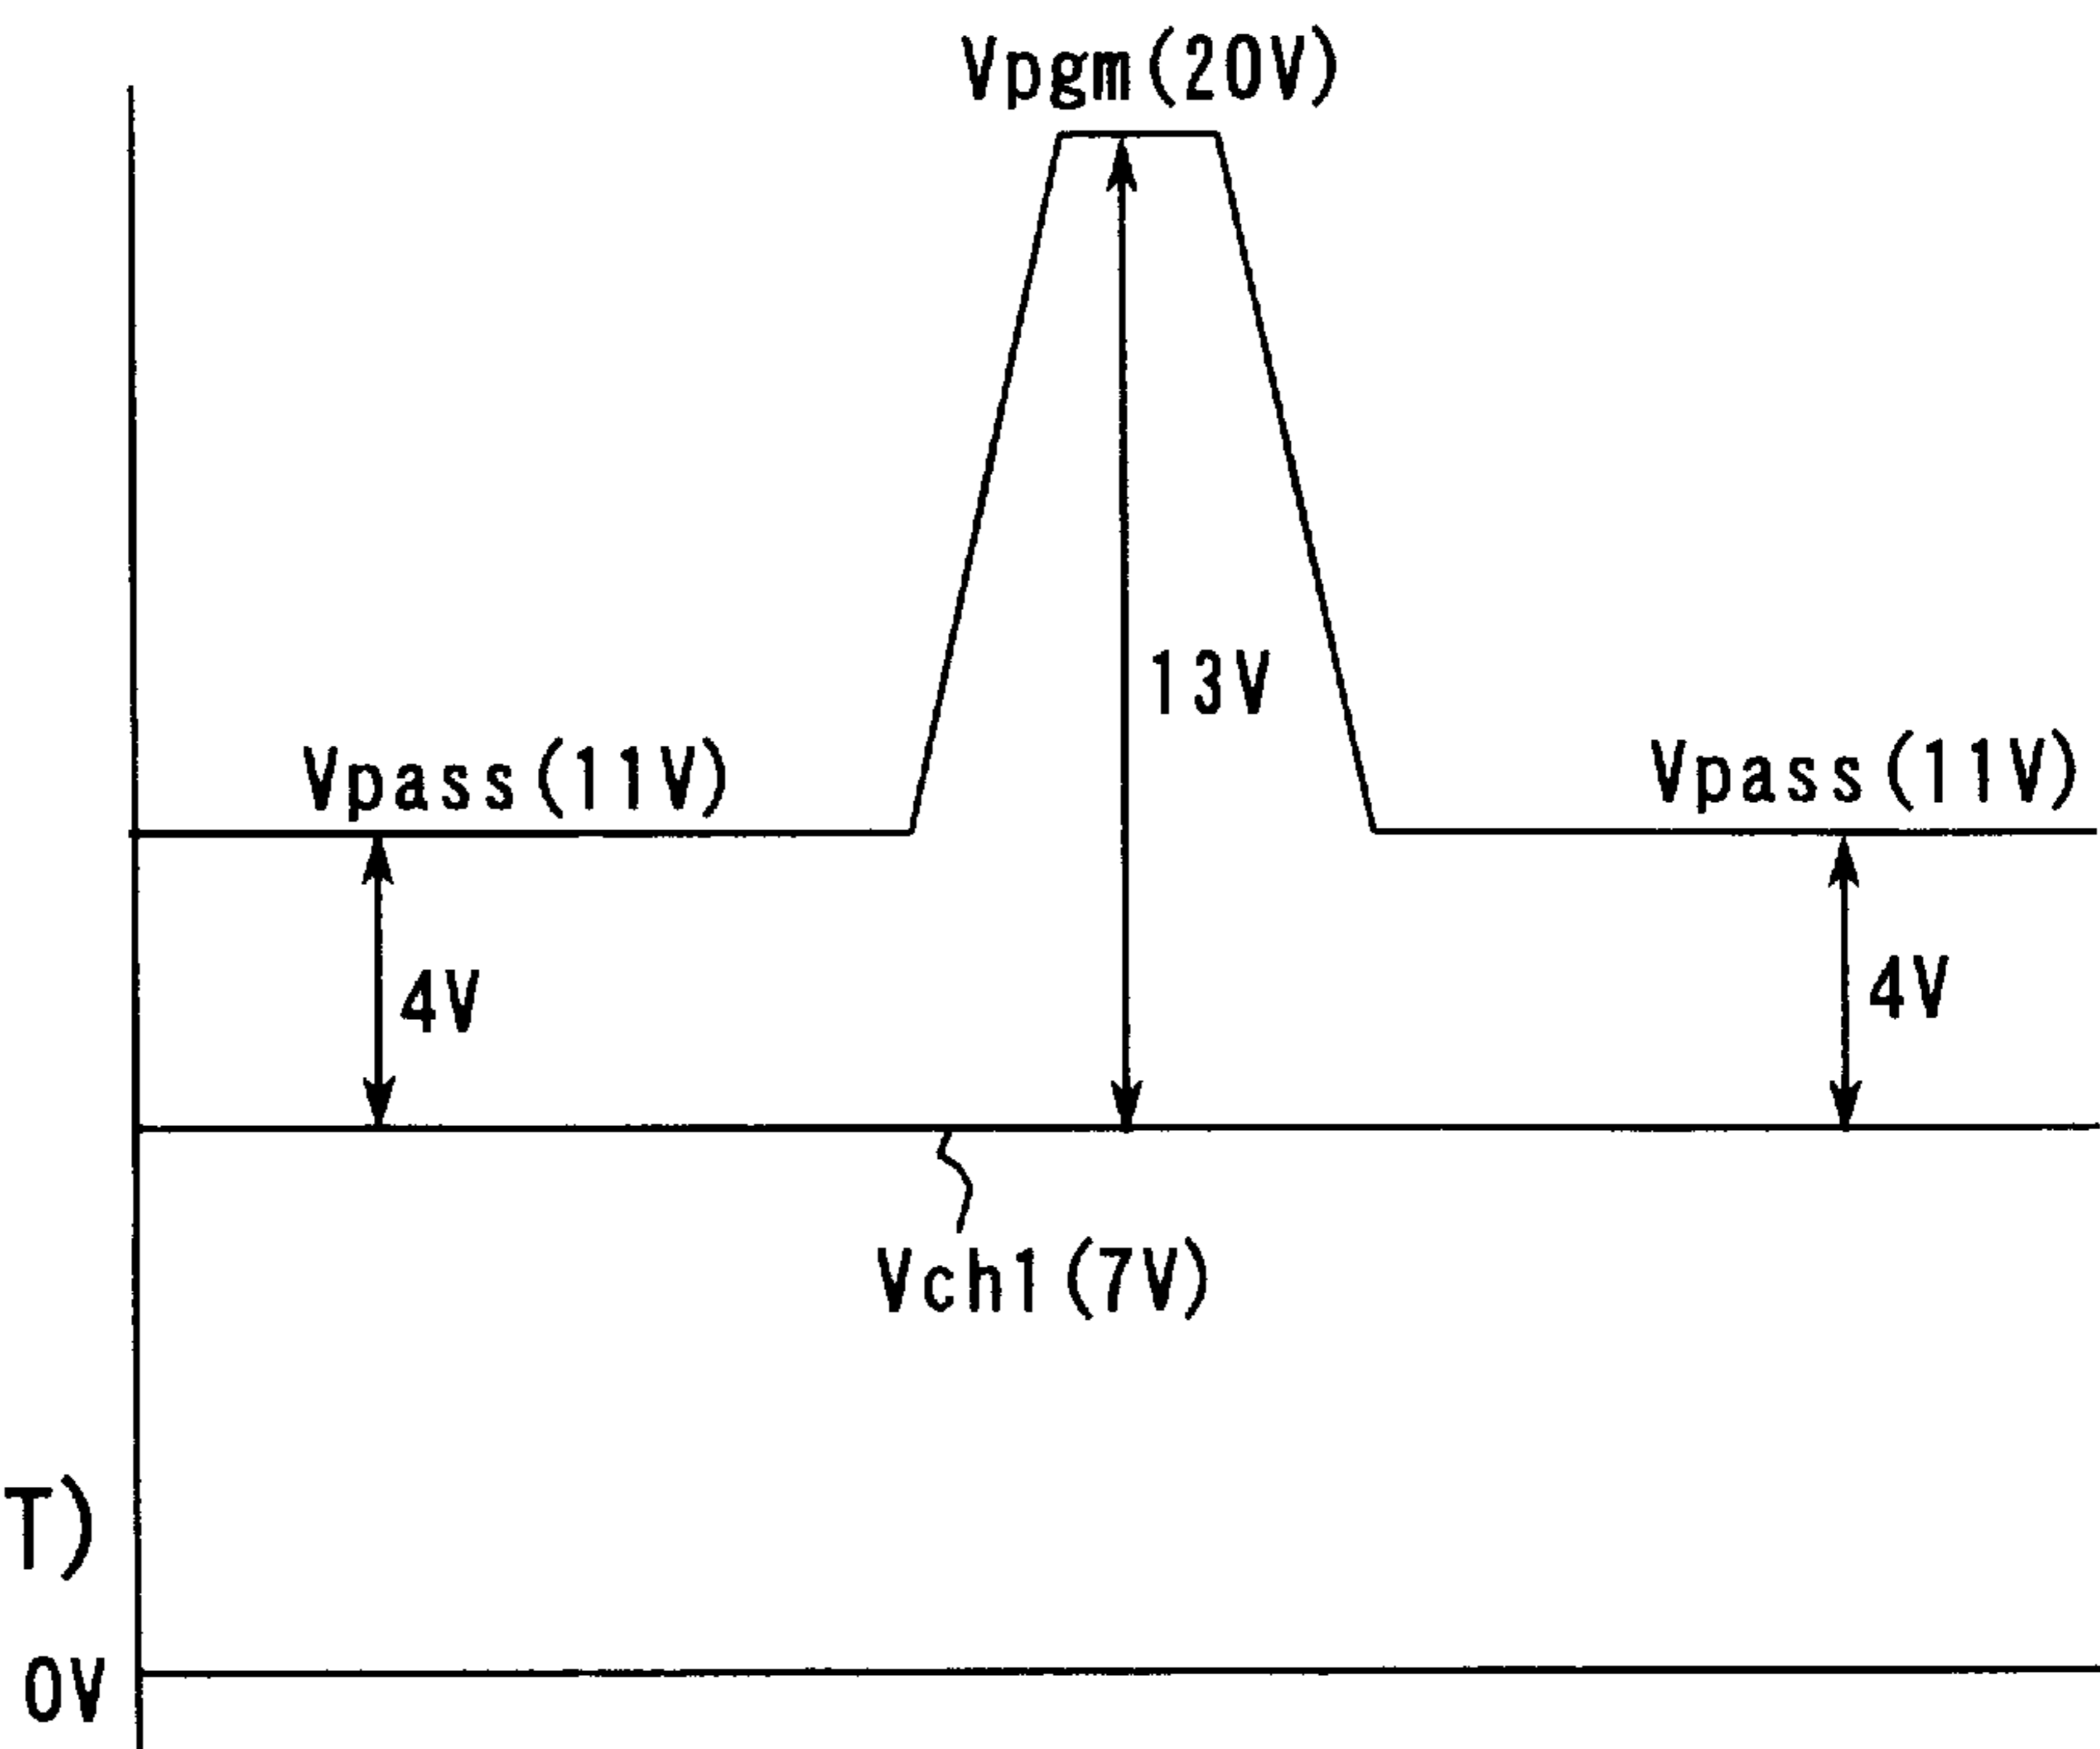 Vpgm(20V)
13V
Vpass(11V)
Vpass(11V)
4V
4V
Vch1(7V)
T)
0V